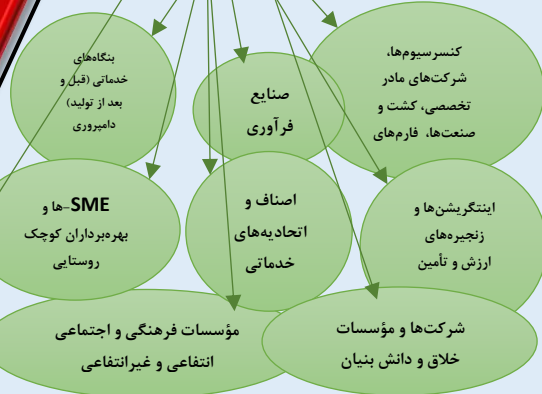 کنسرسیوم‌ها،
شرکت‌های مادر
تخصصی، کشت و
صنعت‌ها، فارم‌های
صنایع
فرآوری
بنگاه‌های
خدماتی (قبل و
بعد از تولید)
دامپروری
اینتگریشن‌ها و
زنجیره‌های
ارزش و تأمین
اصناف و
اتحادیه‌های
خدماتی
SME-ها و
بهره‌برداران کوچک
روستایی
شرکت‌ها و مؤسسات
خلاق و دانش بنیان
مؤسسات فرهنگی و اجتماعی
انتفاعی و غیرانتفاعی